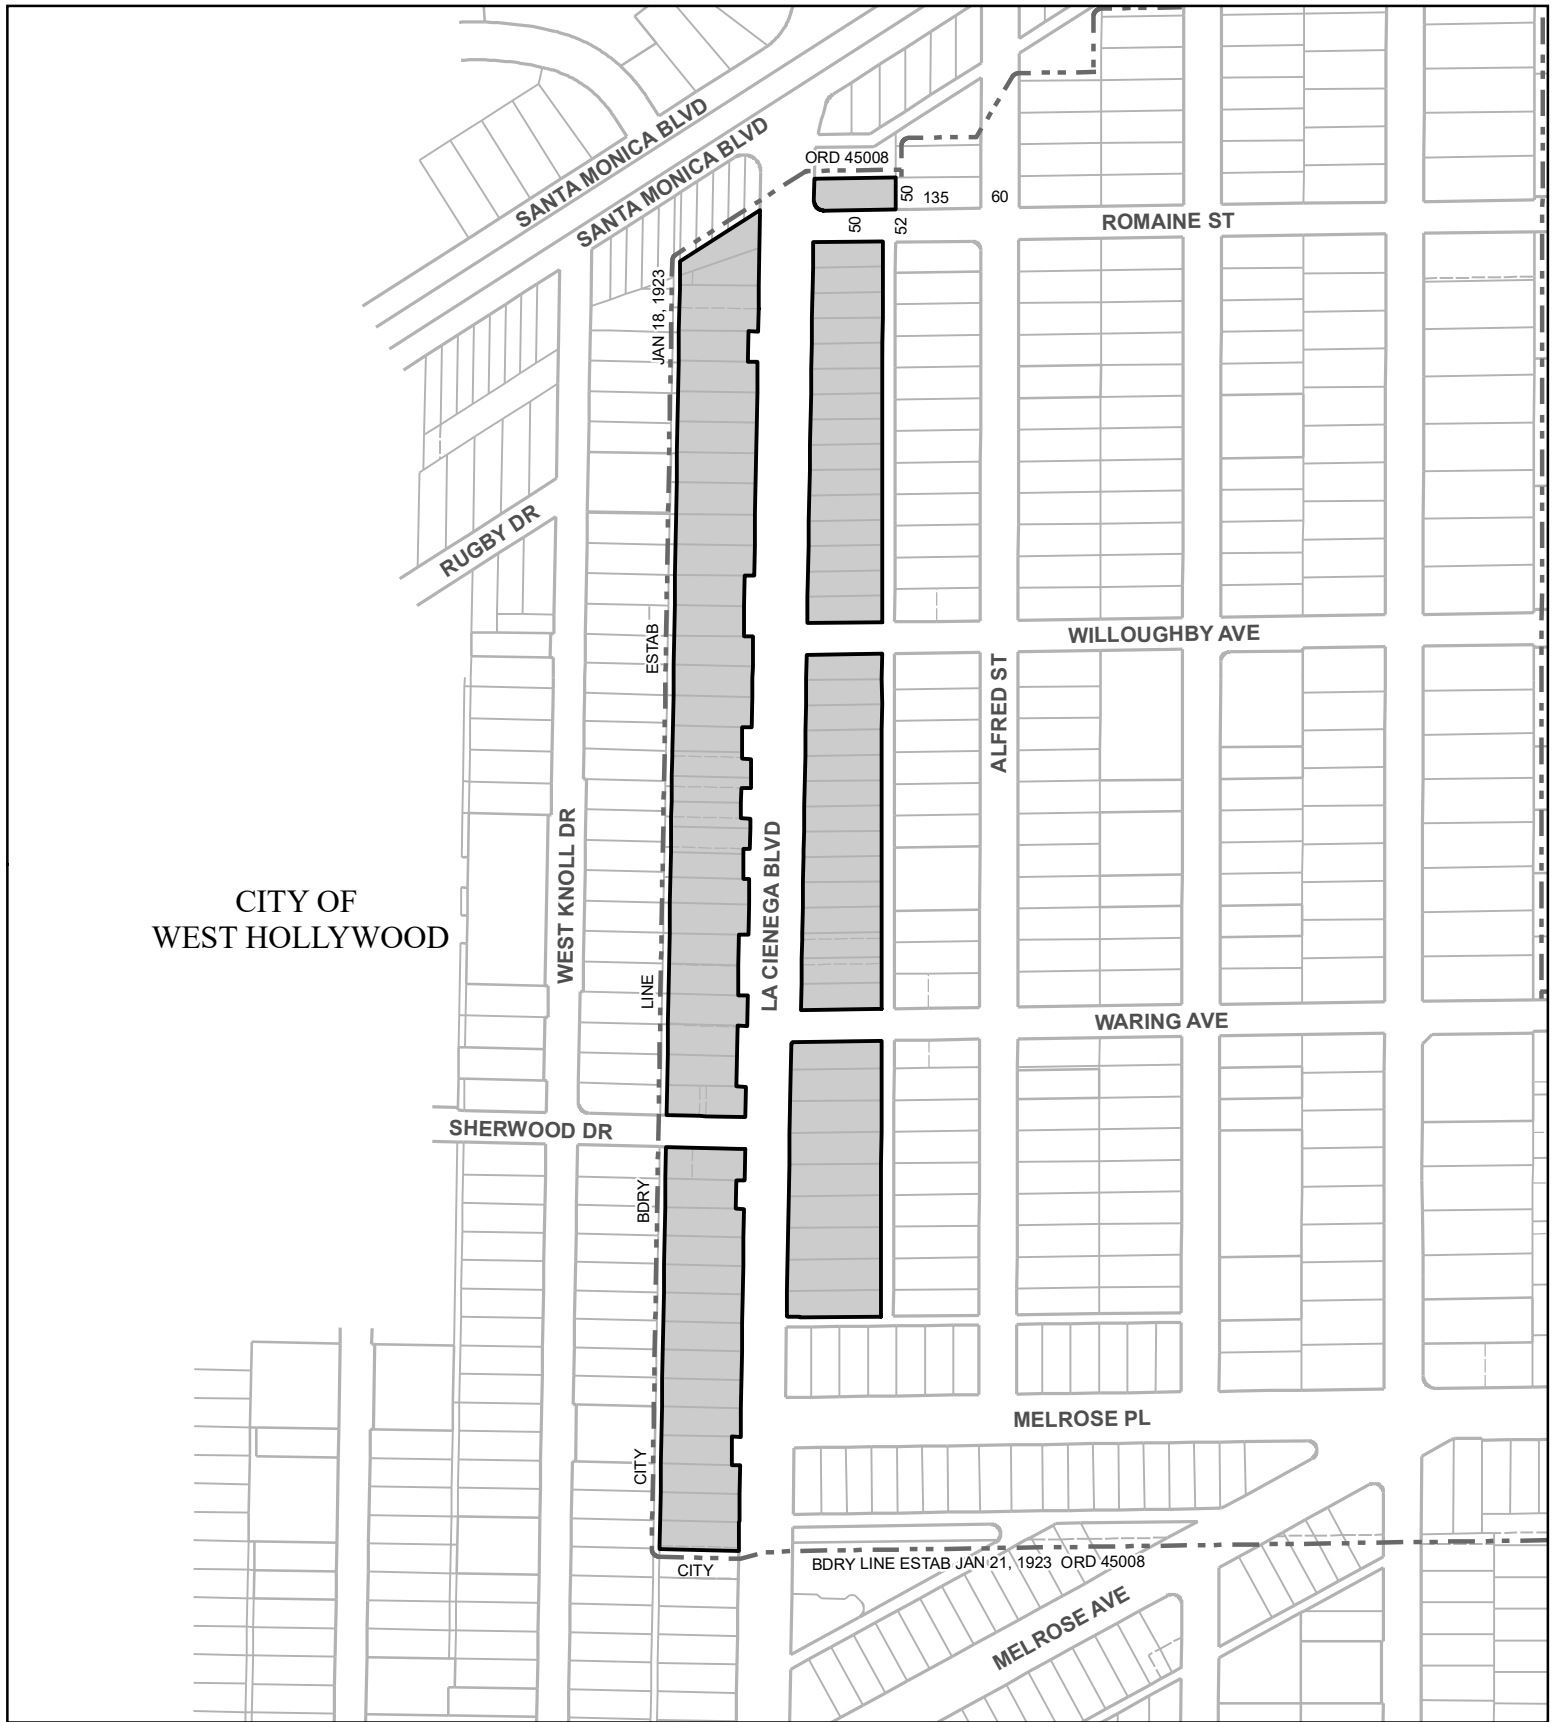 SANTA MONICA BLVD
SANTA MONICA BLVD
ORD 45008
50
135
60
50
52
ROMAINE ST
JAN 18, 1923
RUGBY DR
ESTAB
WILLOUGHBY AVE
ALFRED ST
WEST KNOLL DR
LA CIENEGA BLVD
CITY OF
WEST HOLLYWOOD
LINE
WARING AVE
SHERWOOD DR
BDRY
MELROSE PL
CITY
CITY
BDRY LINE ESTAB JAN 21, 1923 ORD 45008
MELROSE AVE